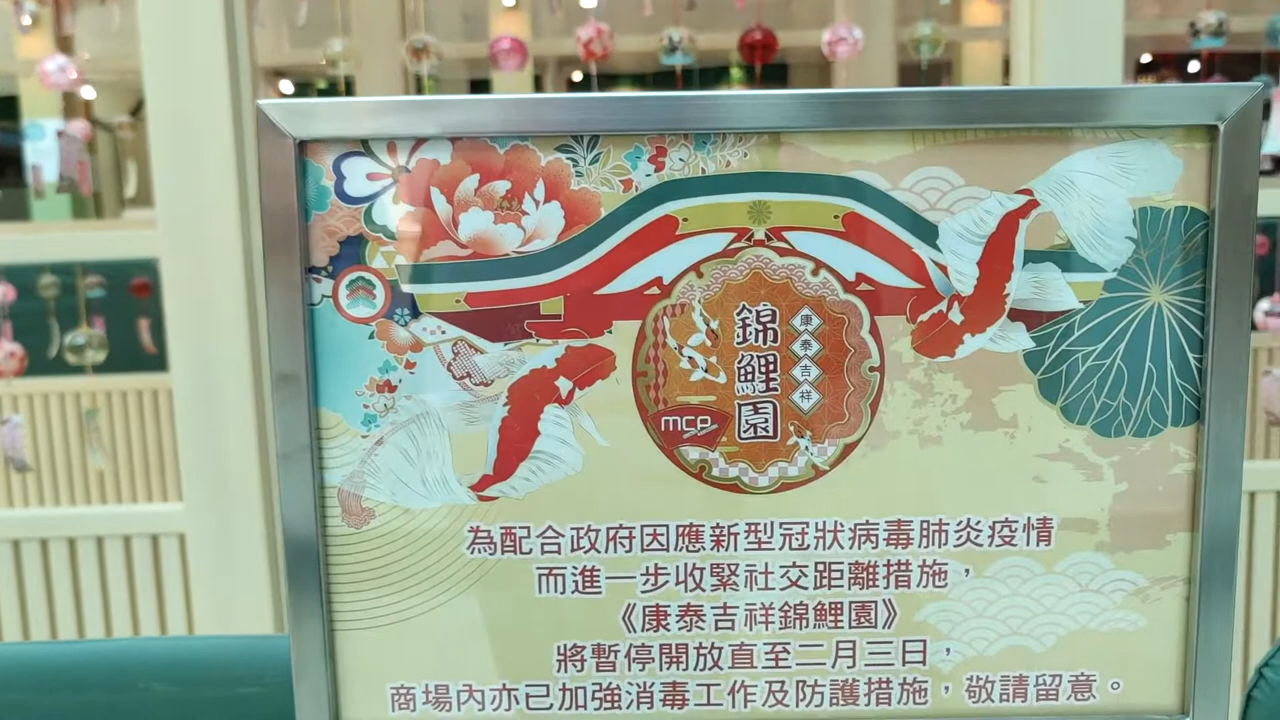 錦鯉園
康泰吉祥
mcp
為配合政府因應新型冠狀病毒肺炎疫情
而進一步收緊社交距離措施，
《康泰吉祥錦鯉園》
將暫停開放直至二月三日，
商場內亦已加強消毒工作及防護措施，敬請留意。